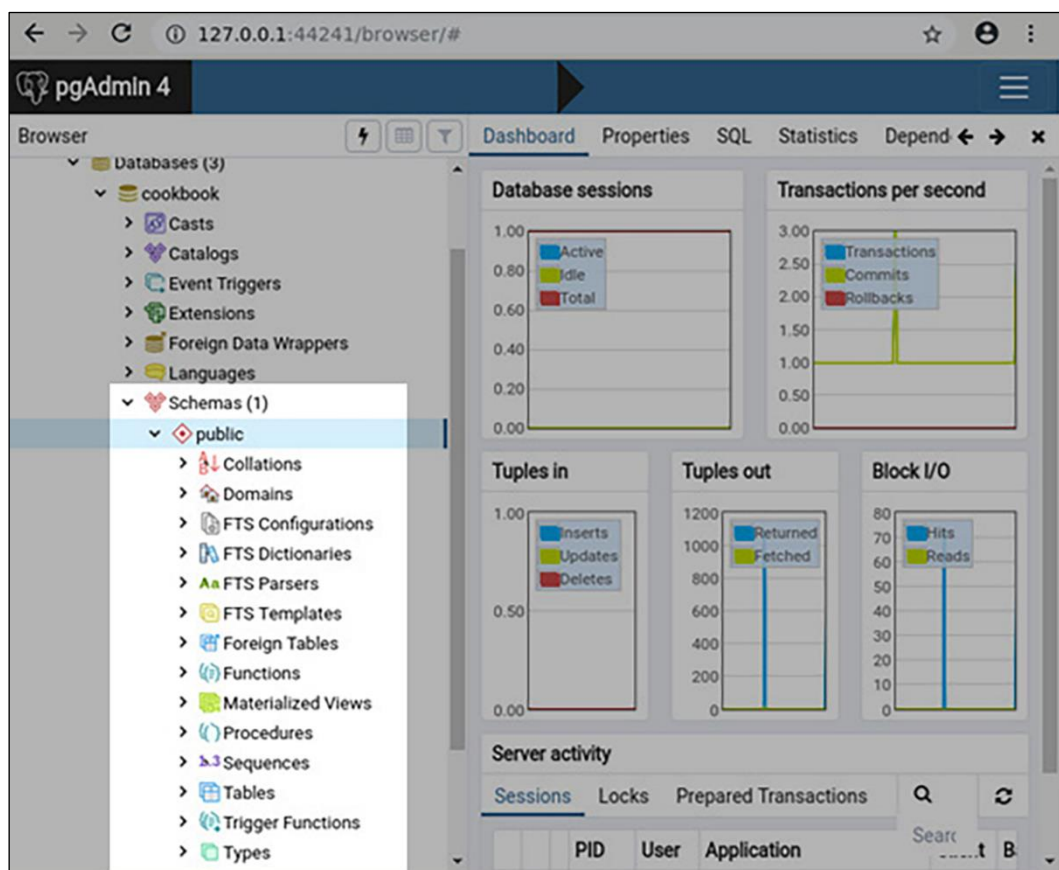 127.0.0.1:44241/browser/#
pgAdmin 4
Browser
Databases (3)
cookbook
Casts
Catalogs
Event Triggers
Extensions
Foreign Data Wrappers
Languages
Schemas (1)
public
Collations
Domains
FTS Configurations
FTS Dictionaries
Aa FTS Parsers
FTS Templates
Foreign Tables
Functions
Materialized Views
Procedures
1..3 Sequences
Tables
Trigger Functions
Types
Dashboard Properties SQL Statistics Depend
Database sessions
1.00
0.80
0.60
0.40
0.20
0.00
Active
Idle
Total
Transactions per second
3.00
2.50
2.00
1.50
1.00
0.50
0.00
Transactions
Commits
Rollbacks
Tuples in
1.00
0.50
0.00
Inserts
Updates
Deletes
Tuples out
1200
1000
800
600
400
200
0
Returned
Fetched
Block I/O
80
70
60
50
40
30
20
10
0
Hits
Reads
Server activity
Sessions Locks Prepared Transactions
PID User Application